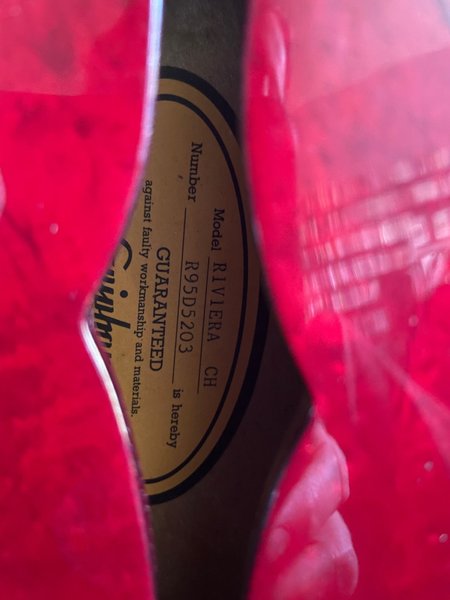 Model RIVIERA CH
Number R95D5203 is hereby
GUARANTEED
against faulty workmanship and materials.